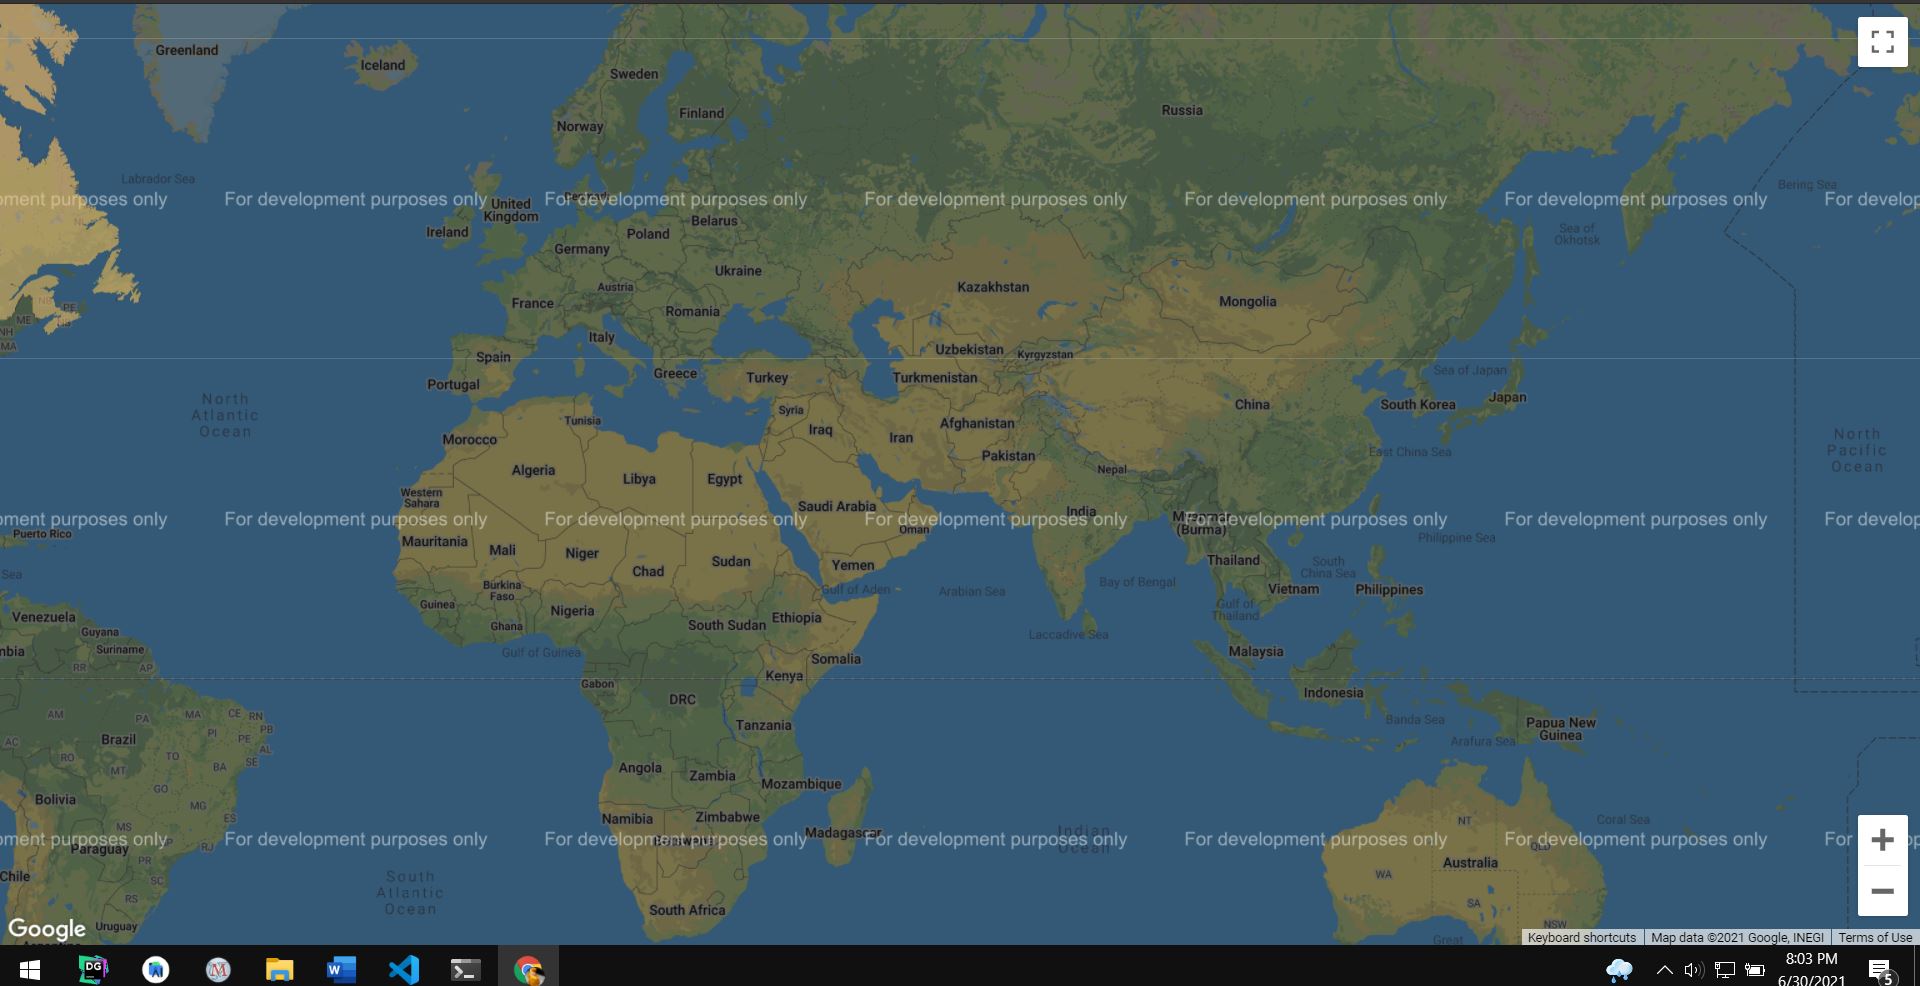 Greenland
Iceland
Sweden
Finland
Norway
Russia
Labrador Sea
Bering Sea
ment purposes only
For development purposes only
For development purposes only
For development purposes only
For development purposes only
For development purposes only
For develop
United
Kingdom
Ireland
Belarus
Poland
Germany
Sea of
Okhotsk
Ukraine
Austria
France
Romania
Kazakhstan
Mongolia
PE
ME
NH
MA
Italy
Spain
Portugal
Greece
Turkey
Uzbekistan
Kyrgyzstan
Turkmenistan
Sea of Japan
Japan
South Korea
China
North
Atlantic
Ocean
Tunisia
Syria
Morocco
Iraq
Iran
Afghanistan
Pakistan
Nepal
East China Sea
North
Pacific
Ocean
Algeria
Libya
Egypt
Western
Sahara
Saudi Arabia
India
ment purposes only
For development purposes only
For development purposes only
For development purposes only
For development purposes only
For development purposes only
For develop
Puerto Rico
Oman
Myanmar
(Burma)
Philippine Sea
Mauritania
Mali
Niger
Chad
Sudan
Yemen
Thailand
South
China Sea
Sea
Burkina
Faso
Gulf of Aden
Arabian Sea
Bay of Bengal
Vietnam
Philippines
Guinea
Nigeria
Ghana
South Sudan
Ethiopia
Gulf of
Thailand
Venezuela
Guyana
Suriname
mbia
RR
AP
Gulf of Guinea
Somalia
Laccadive Sea
Malaysia
Gabon
Kenya
DRC
Indonesia
AM
PA
MA
CE
RN
PB
PI
PE
AL
SE
Tanzania
Banda Sea
Arafura Sea
Papua New
Guinea
AC
Brazil
RO
TO
MT
BA
Angola
Zambia
Mozambique
GO
Bolivia
MG
ES
MS
Namibia
Zimbabwe
Botswana
Madagascar
Indian
Ocean
NT
Coral Sea
QLD
ment purposes only
For development purposes only
For development purposes only
For development purposes only
For development purposes only
For development purposes only
For develop
RJ
Paraguay
PR
Chile
SC
RS
South
Atlantic
Ocean
Australia
WA
SA
NSW
South Africa
Uruguay
Great
Google
Keyboard shortcuts
Map data ©2021 Google, INEGI
Terms of Use
DG
M
W
8:03 PM
6/30/2021
5